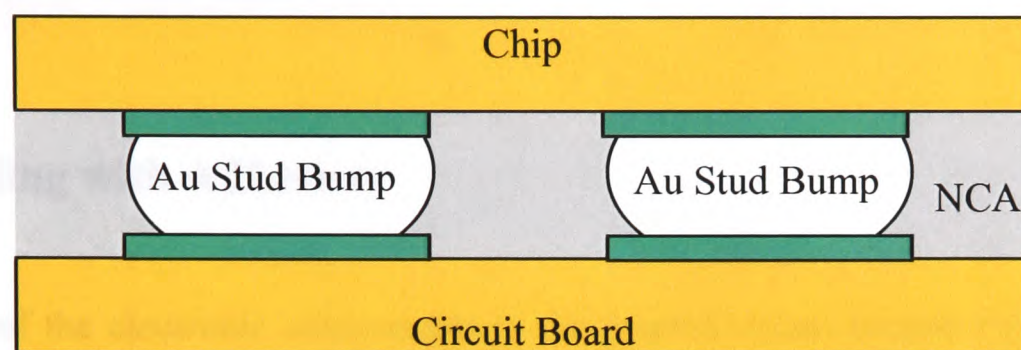 Chip
Au Stud Bump Au Stud Bump
NCA
Circuit Board